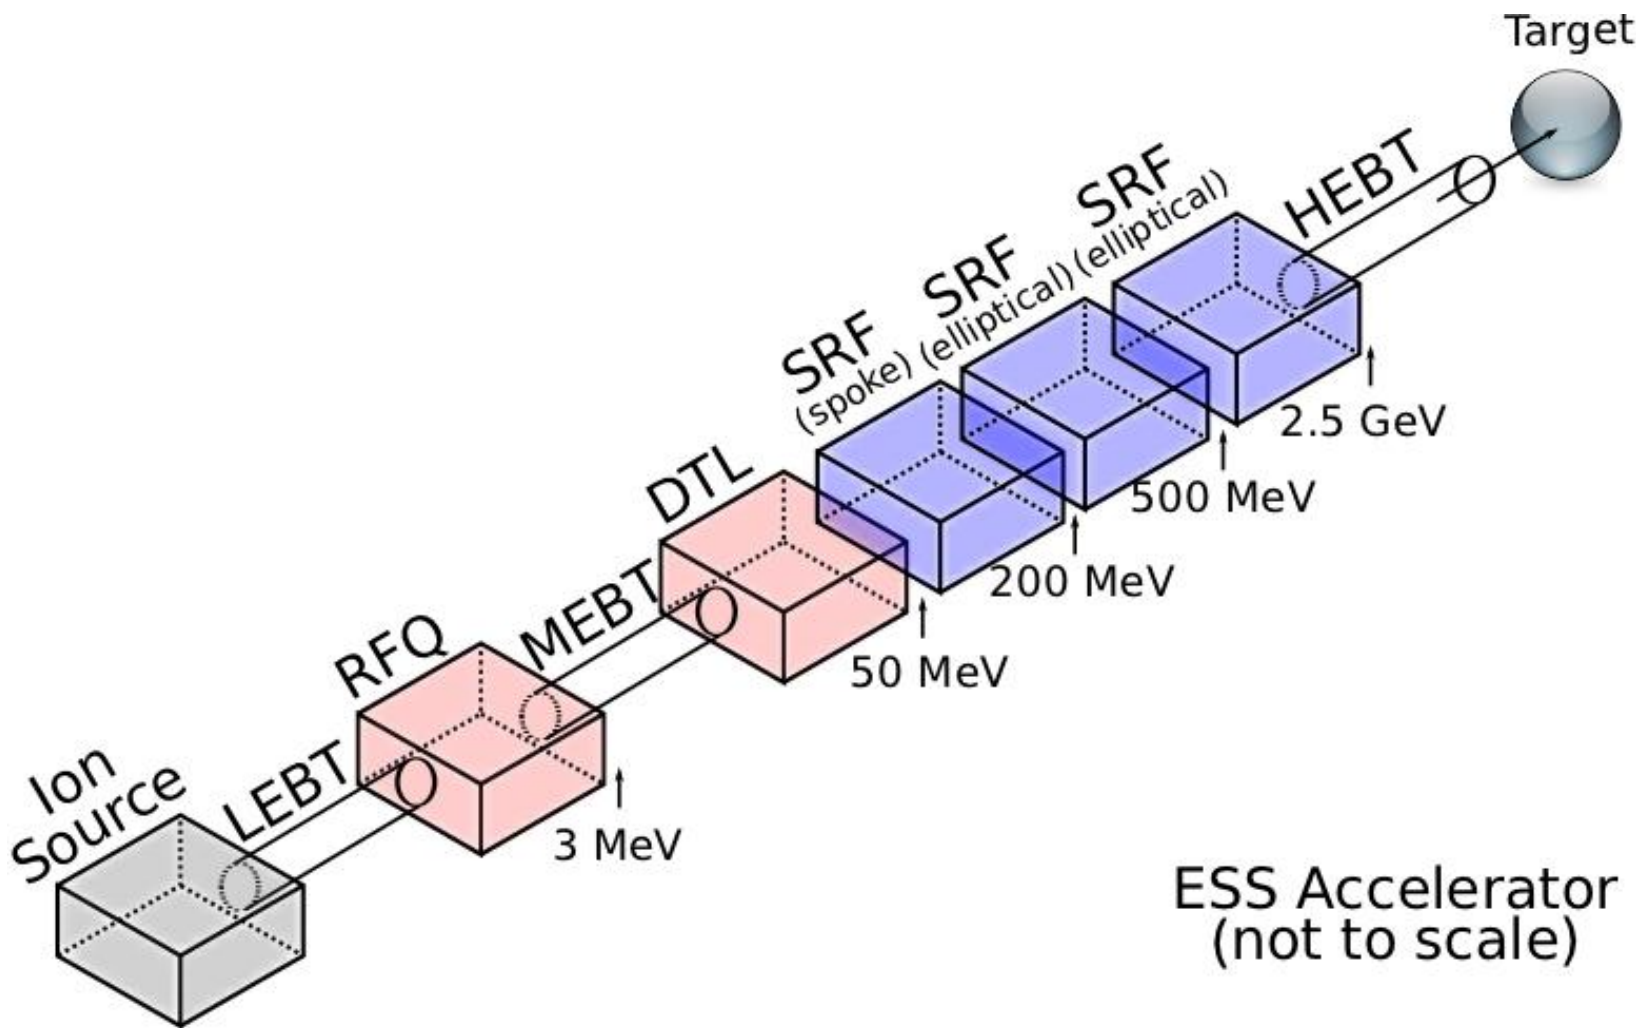 Target
HEBT
SRF
(elliptical)
SRF
(elliptical)
SRF
(spoke)
DTL
MEBT
RFQ
LEBT
Ion
Source
2.5 GeV
500 MeV
200 MeV
50 MeV
3 MeV
ESS Accelerator
(not to scale)